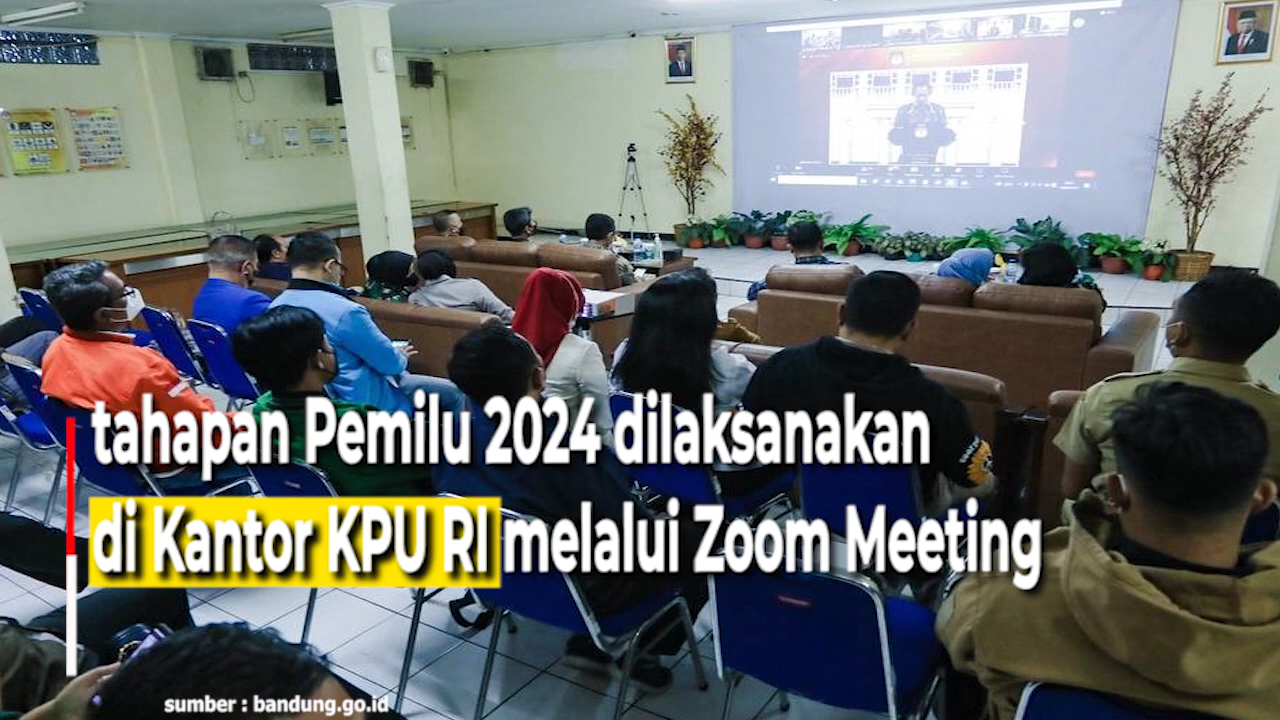 tahapan Pemilu 2024 dilaksanakan
di Kantor KPU RI melalui Zoom Meeting
sumber : bandung.go.id